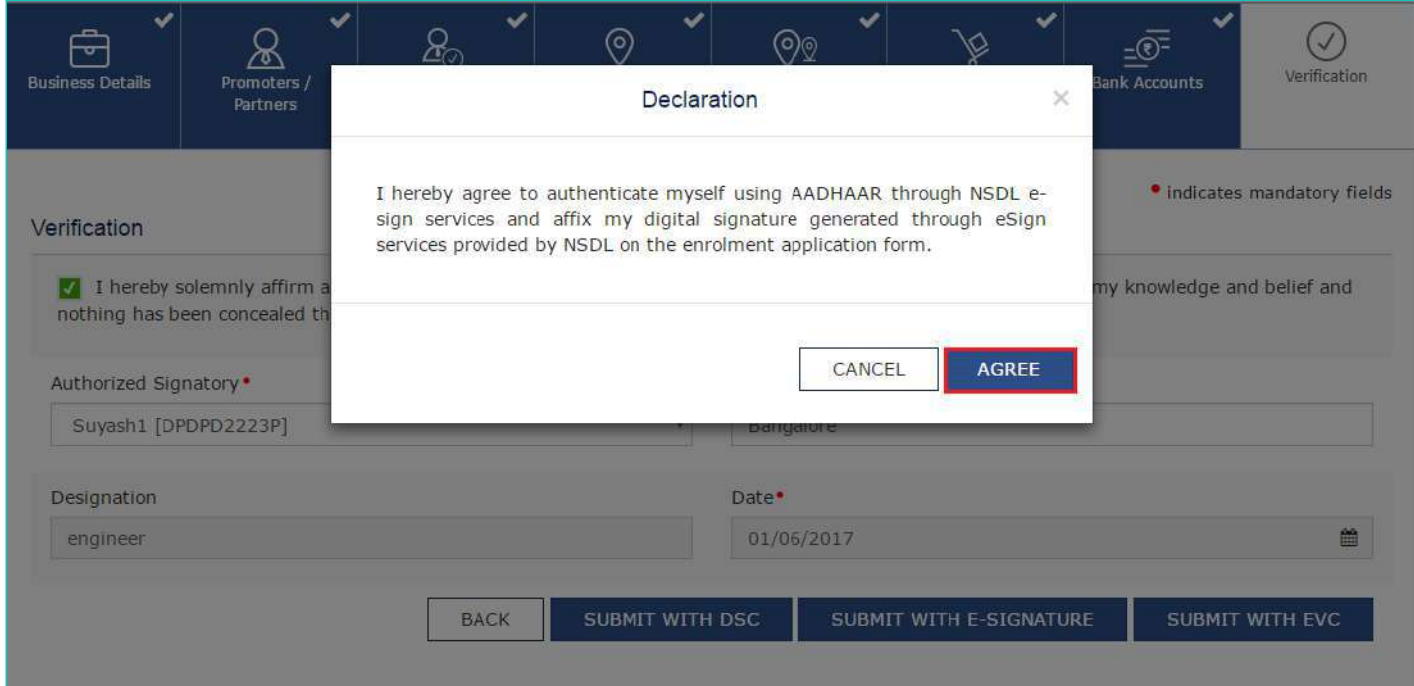 Business Details
Promoters /
Partners
Bank Accounts
Verification
Declaration
×
I hereby agree to authenticate myself using AADHAAR through NSDL e-
sign services and affix my digital signature generated through eSign
services provided by NSDL on the enrolment application form.
CANCEL
AGREE
• indicates mandatory fields
Verification
I hereby solemnly affirm a
my knowledge and belief and
nothing has been concealed th
Authorized Signatory•
Suyash1 [DPDPD2223P]
Bangalore
Designation
Date•
engineer
01/06/2017
BACK
SUBMIT WITH DSC
SUBMIT WITH E-SIGNATURE
SUBMIT WITH EVC